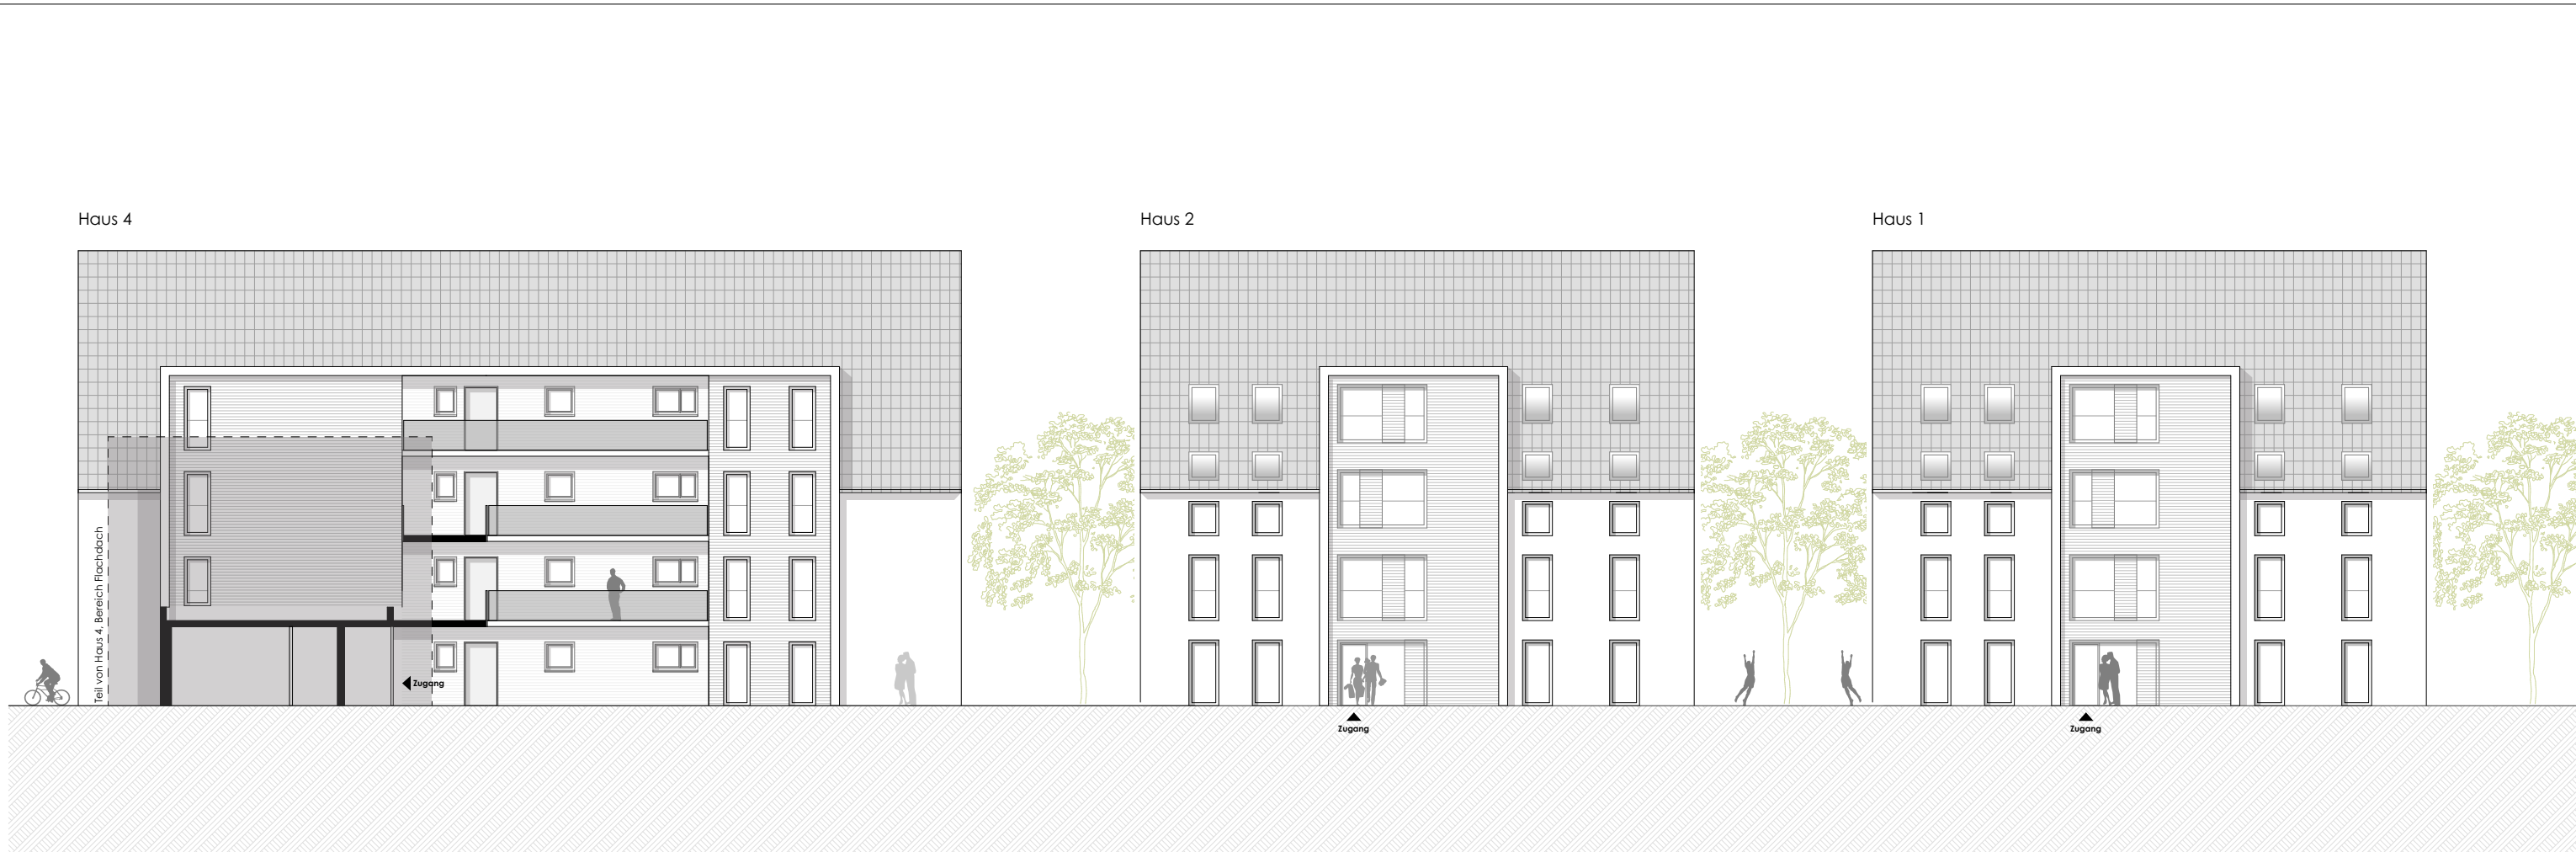 Haus 4
Haus 2
Haus 1
Teil von Haus 4, Bereich Flachdach
Zugang
Zugang
Zugang